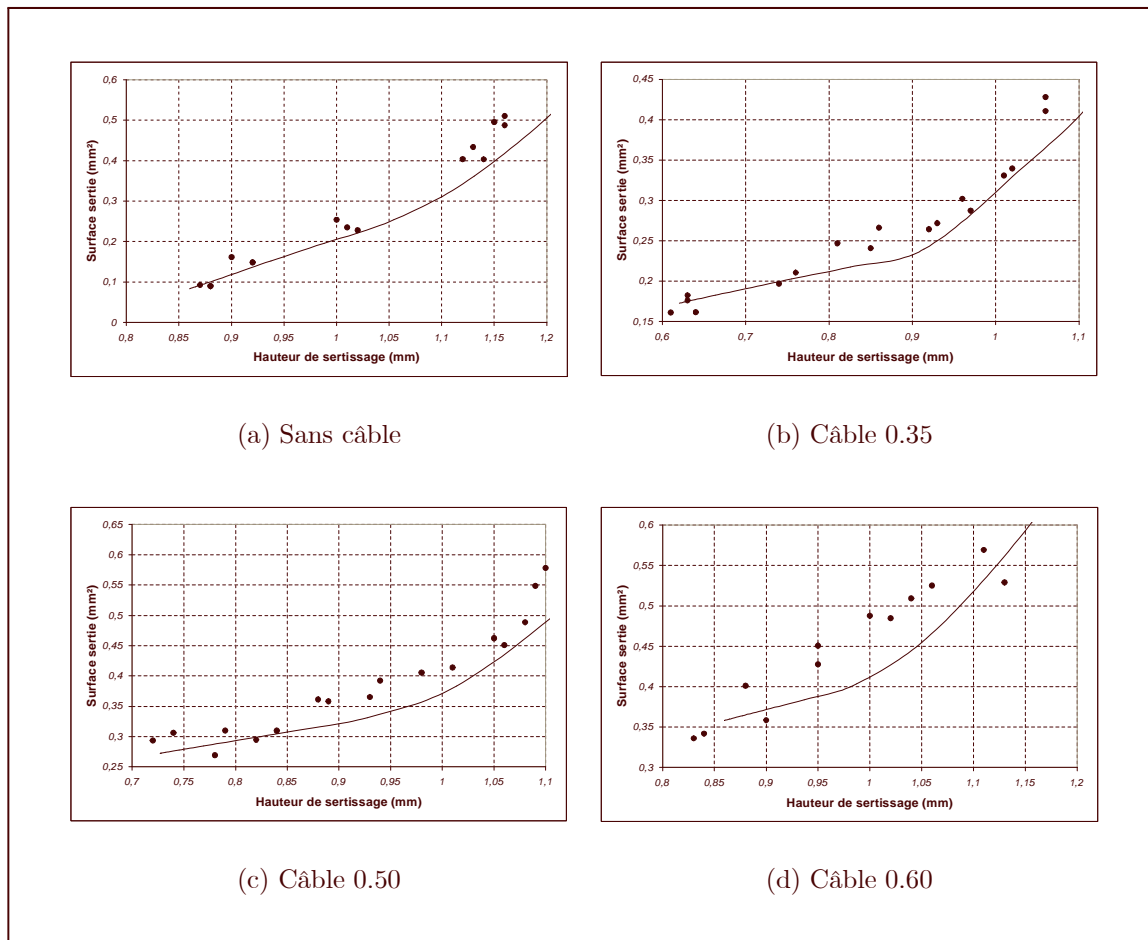 0,6
0,5
0,4
0,3
0,2
0,1
0
Surface sertie (mm²)
0,8 0,85 0,9 0,95 1 1,05 1,1 1,15 1,2
Hauteur de sertissage (mm)
(a) Sans câble
0,45
0,4
0,35
0,3
0,25
0,2
0,15
Surface sertie (mm²)
0,6 0,7 0,8 0,9 1 1,1
Hauteur de sertissage (mm)
(b) Câble 0.35
0,65
0,6
0,55
0,5
0,45
0,4
0,35
0,3
0,25
Surface sertie (mm²)
0,7 0,75 0,8 0,85 0,9 0,95 1 1,05 1,1
Hauteur de sertissage (mm)
(c) Câble 0.50
0,6
0,55
0,5
0,45
0,4
0,35
0,3
Surface sertie (mm²)
0,8 0,85 0,9 0,95 1 1,05 1,1 1,15 1,2
Hauteur de sertissage (mm)
(d) Câble 0.60